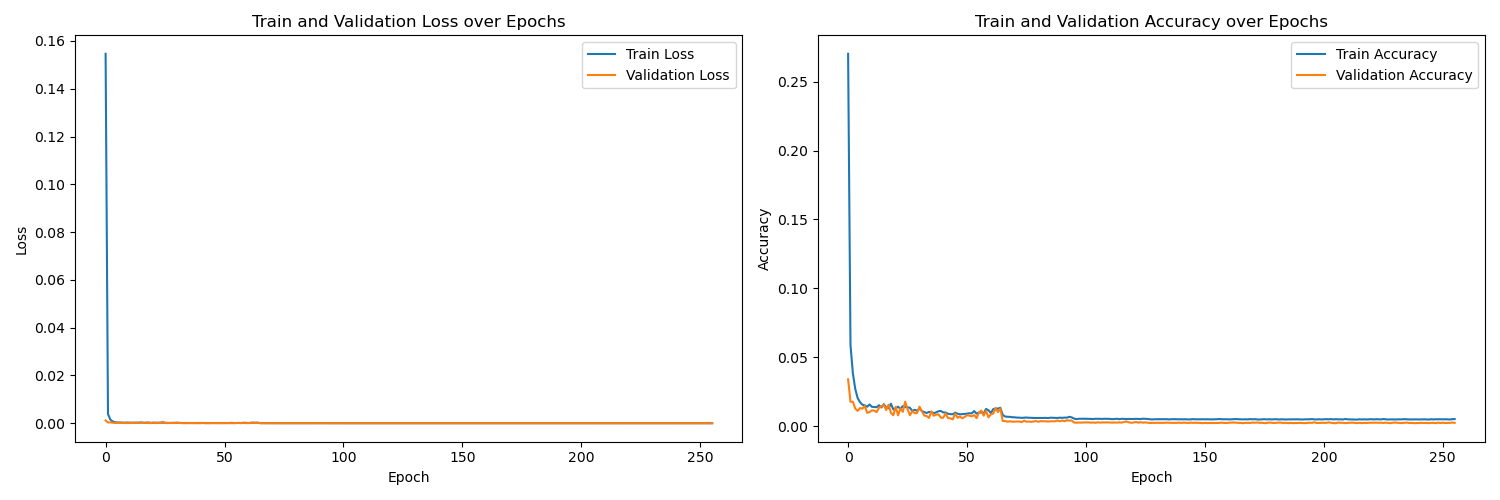 Train and Validation Loss over Epochs
0.16
0.14
0.12
0.10
0.08
0.06
0.04
0.02
0.00
Loss
Train Loss
Validation Loss
0 50 100 150 200 250
Epoch
Train and Validation Accuracy over Epochs
0.25
0.20
0.15
0.10
0.05
0.00
Accuracy
Train Accuracy
Validation Accuracy
0 50 100 150 200 250
Epoch